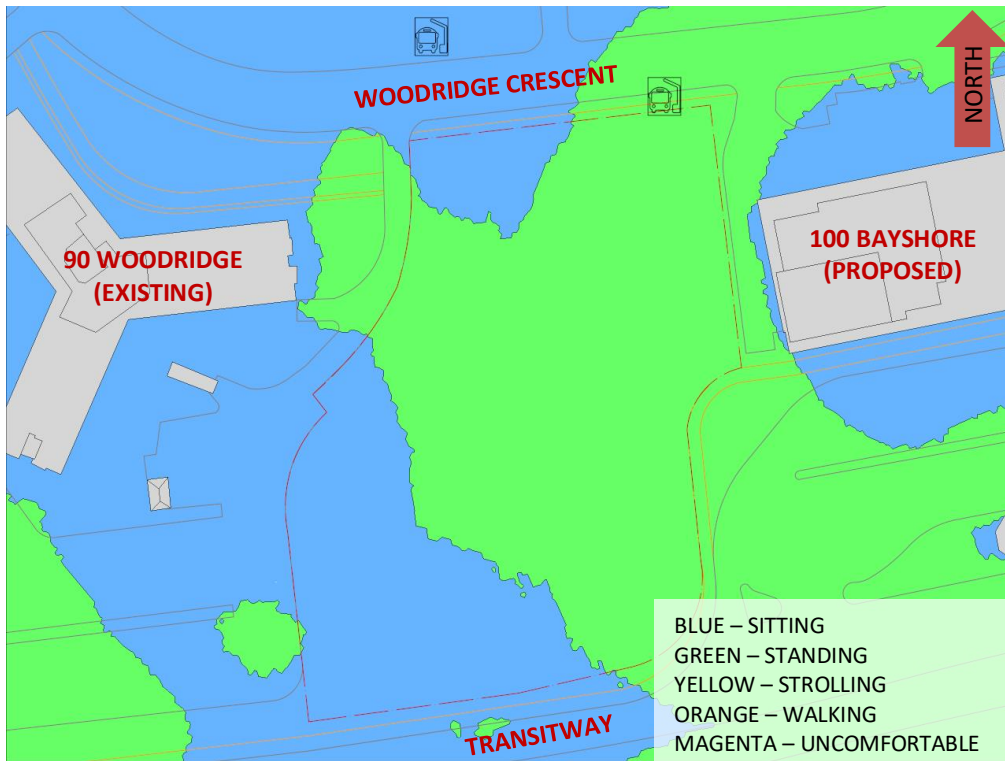 WOODRIDGE CRESCENT
NORTH
90 WOODRIDGE
(EXISTING)
100 BAYSHORE
(PROPOSED)
BLUE – SITTING
GREEN – STANDING
YELLOW – STROLLING
ORANGE – WALKING
MAGENTA – UNCOMFORTABLE
TRANSITWAY